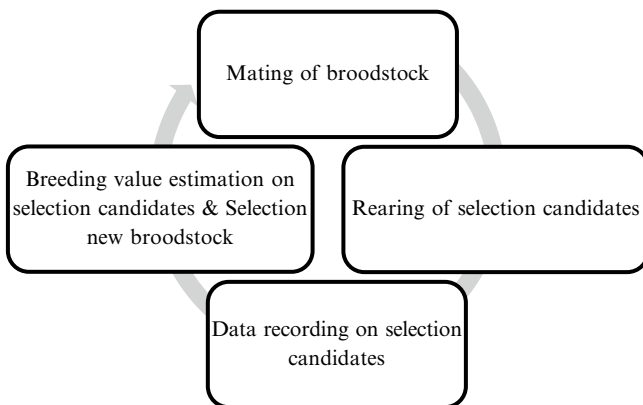 Mating of broodstock
Rearing of selection candidates
Data recording on selection
candidates
Breeding value estimation on
selection candidates & Selection
new broodstock